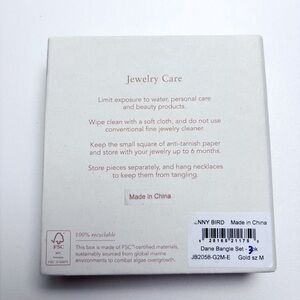 Jewelry Care
Limit exposure to water, personal care
and beauty products.
Wipe clean with a soft cloth, and do not use
conventional fine jewelry cleaner.
Keep the small square of anti-tarnish paper
and store with your jewelry up to 6 months.
Store pieces separately, and hang necklaces
to keep them from tangling.
Made in China
NNY BIRD Made in China
Dane Bangle Set -
JB2058-G2M-E Gold sz M
FSC
100% recyclable
This box is made of FSC™-certified materials,
sustainably sourced from global marine
environments to combat algae overgrowth.